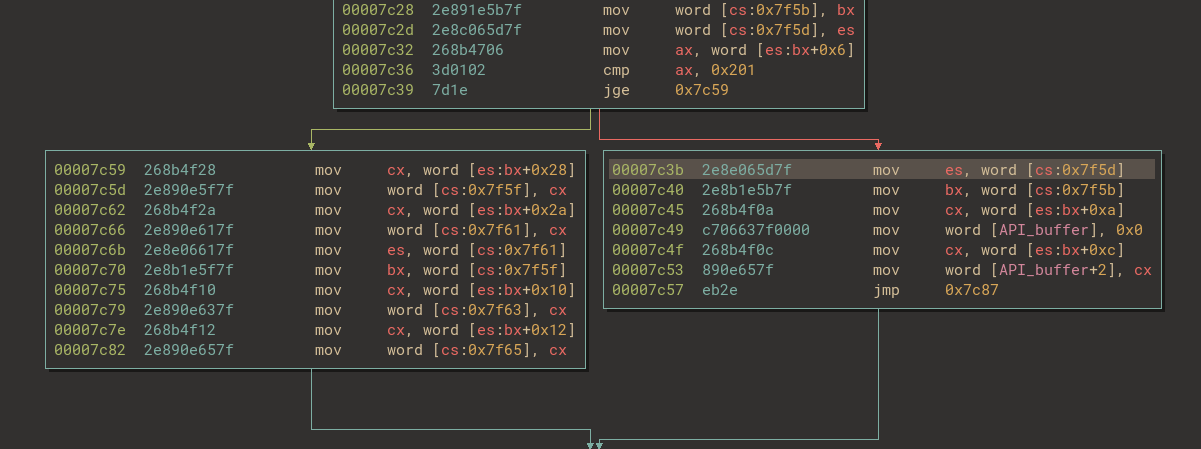 00007c28 2e891e5b7f mov word [cs:0x7f5b], bx
00007c2d 2e8c065d7f mov word [cs:0x7f5d], es
00007c32 268b4706 mov ax, word [es:bx+0x6]
00007c36 3d0102 cmp ax, 0x201
00007c39 7d1e jge 0x7c59
00007c59 268b4f28 mov cx, word [es:bx+0x28]
00007c5d 2e890e5f7f mov word [cs:0x7f5f], cx
00007c62 268b4f2a mov cx, word [es:bx+0x2a]
00007c66 2e890e617f mov word [cs:0x7f61], cx
00007c6b 2e8e06617f mov es, word [cs:0x7f61]
00007c70 2e8b1e5f7f mov bx, word [cs:0x7f5f]
00007c75 268b4f10 mov cx, word [es:bx+0x10]
00007c79 2e890e637f mov word [cs:0x7f63], cx
00007c7e 268b4f12 mov cx, word [es:bx+0x12]
00007c82 2e890e657f mov word [cs:0x7f65], cx
00007c3b 2e8e065d7f mov es, word [cs:0x7f5d]
00007c40 2e8b1e5b7f mov bx, word [cs:0x7f5b]
00007c45 268b4f0a mov cx, word [es:bx+0xa]
00007c49 c706637f0000 mov word [API_buffer], 0x0
00007c4f 268b4f0c mov cx, word [es:bx+0xc]
00007c53 890e657f mov word [API_buffer+2], cx
00007c57 eb2e jmp 0x7c87